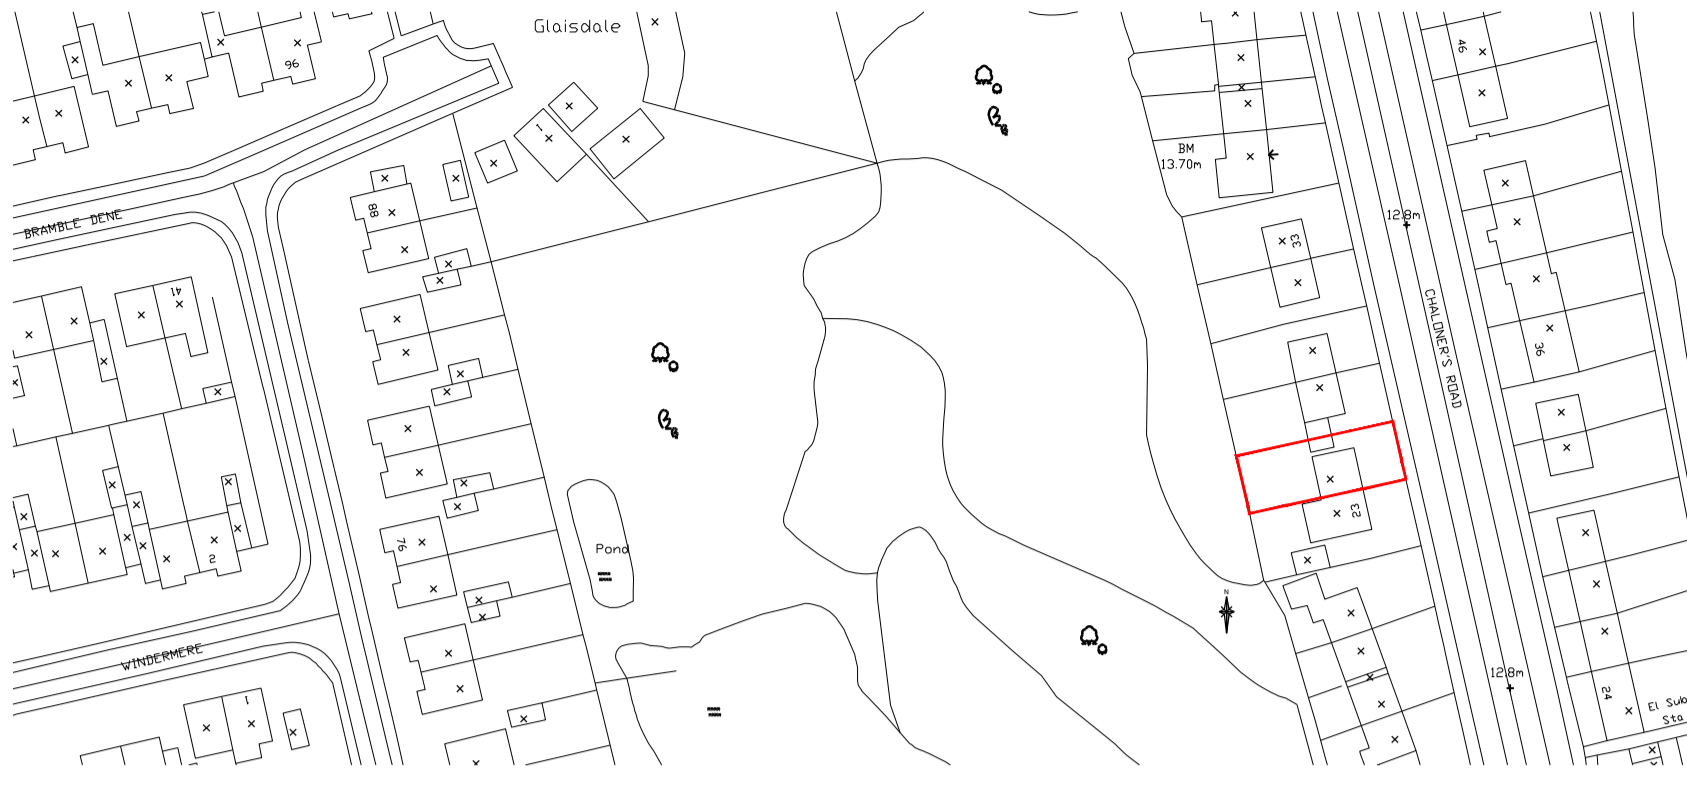 Glaisdale
46
96
1
BM
13.70m
88
12.8m
BRAMBLE DENE
33
41
CHALONER'S ROAD
36
23
76
Pond
2
N
WINDERMERE
12.8m
1
24
El Sub
Sta